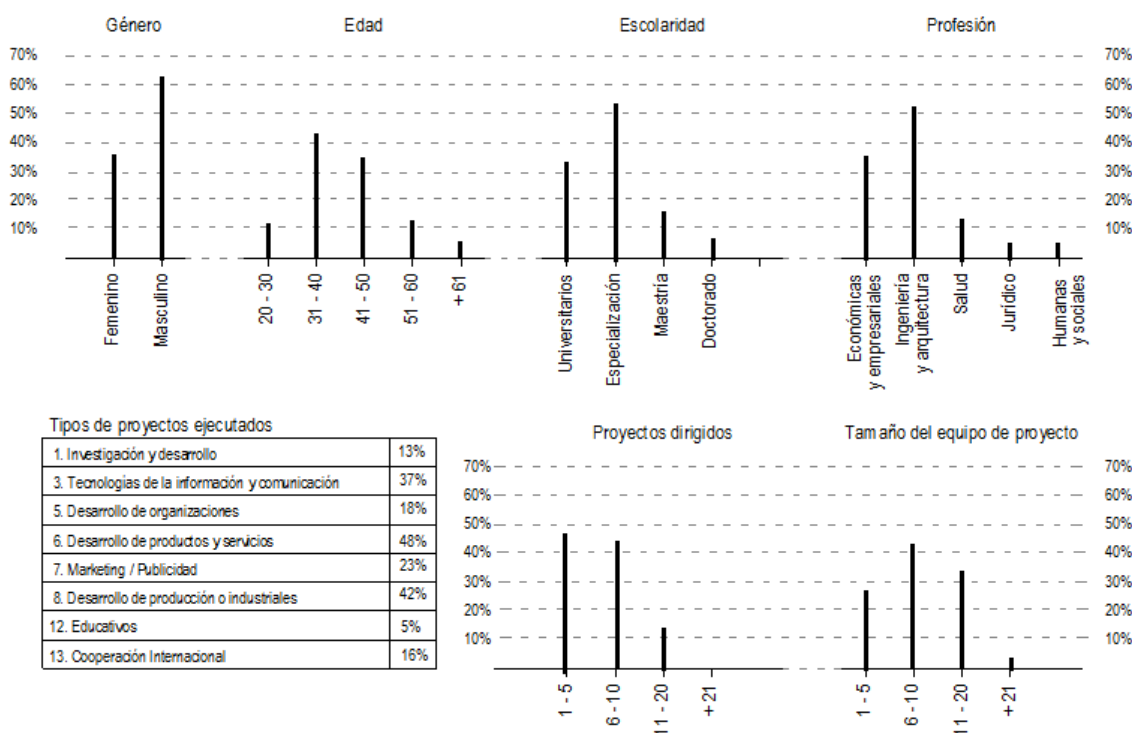 Género
Edad
Escolaridad
Profesión
70%
60%
50%
40%
30%
20%
10%
70%
60%
50%
40%
30%
20%
10%
Femenino
Masculino
20 - 30
31 - 40
41 - 50
51 - 60
+ 61
Universitarios
Especialización
Maestría
Doctorado
Económicas
y empresariales
Ingeniería
y arquitectura
Salud
Jurídico
Humanas
y sociales
Tipos de proyectos ejecutados
1. Investigación y desarrollo 13%
3. Tecnologias de la información y comunicación 37%
5. Desarrollo de organizaciones 18%
6. Desarrollo de productos y servicios 48%
7. Marketing / Publicidad 23%
8. Desarrollo de producción o industriales 42%
12. Educativos 5%
13. Cooperación Internacional 16%
Proyectos dirigidos
Tamaño del equipo de proyecto
70%
60%
50%
40%
30%
20%
10%
70%
60%
50%
40%
30%
20%
10%
1 - 5
6 - 10
11 - 20
+ 21
1 - 5
6 - 10
11 - 20
+ 21